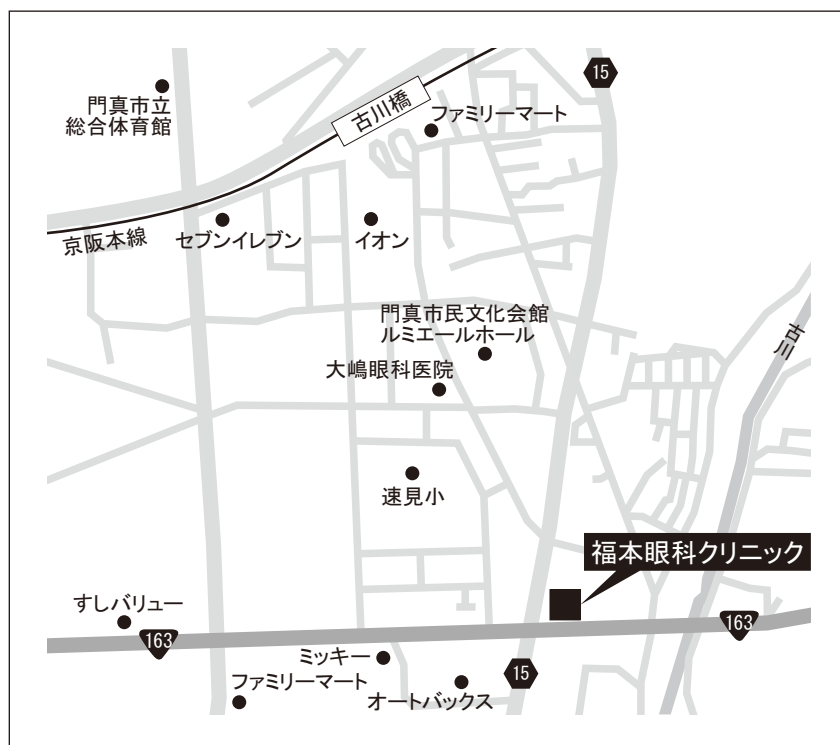 15
門真市立
総合体育館
古川橋
ファミリーマート
京阪本線
セブンイレブン
イオン
門真市民文化会館
ルミエールホール
古川
大嶋眼科医院
速見小
福本眼科クリニック
すしバリュー
163
163
ミッキー
15
ファミリーマート
オートバックス